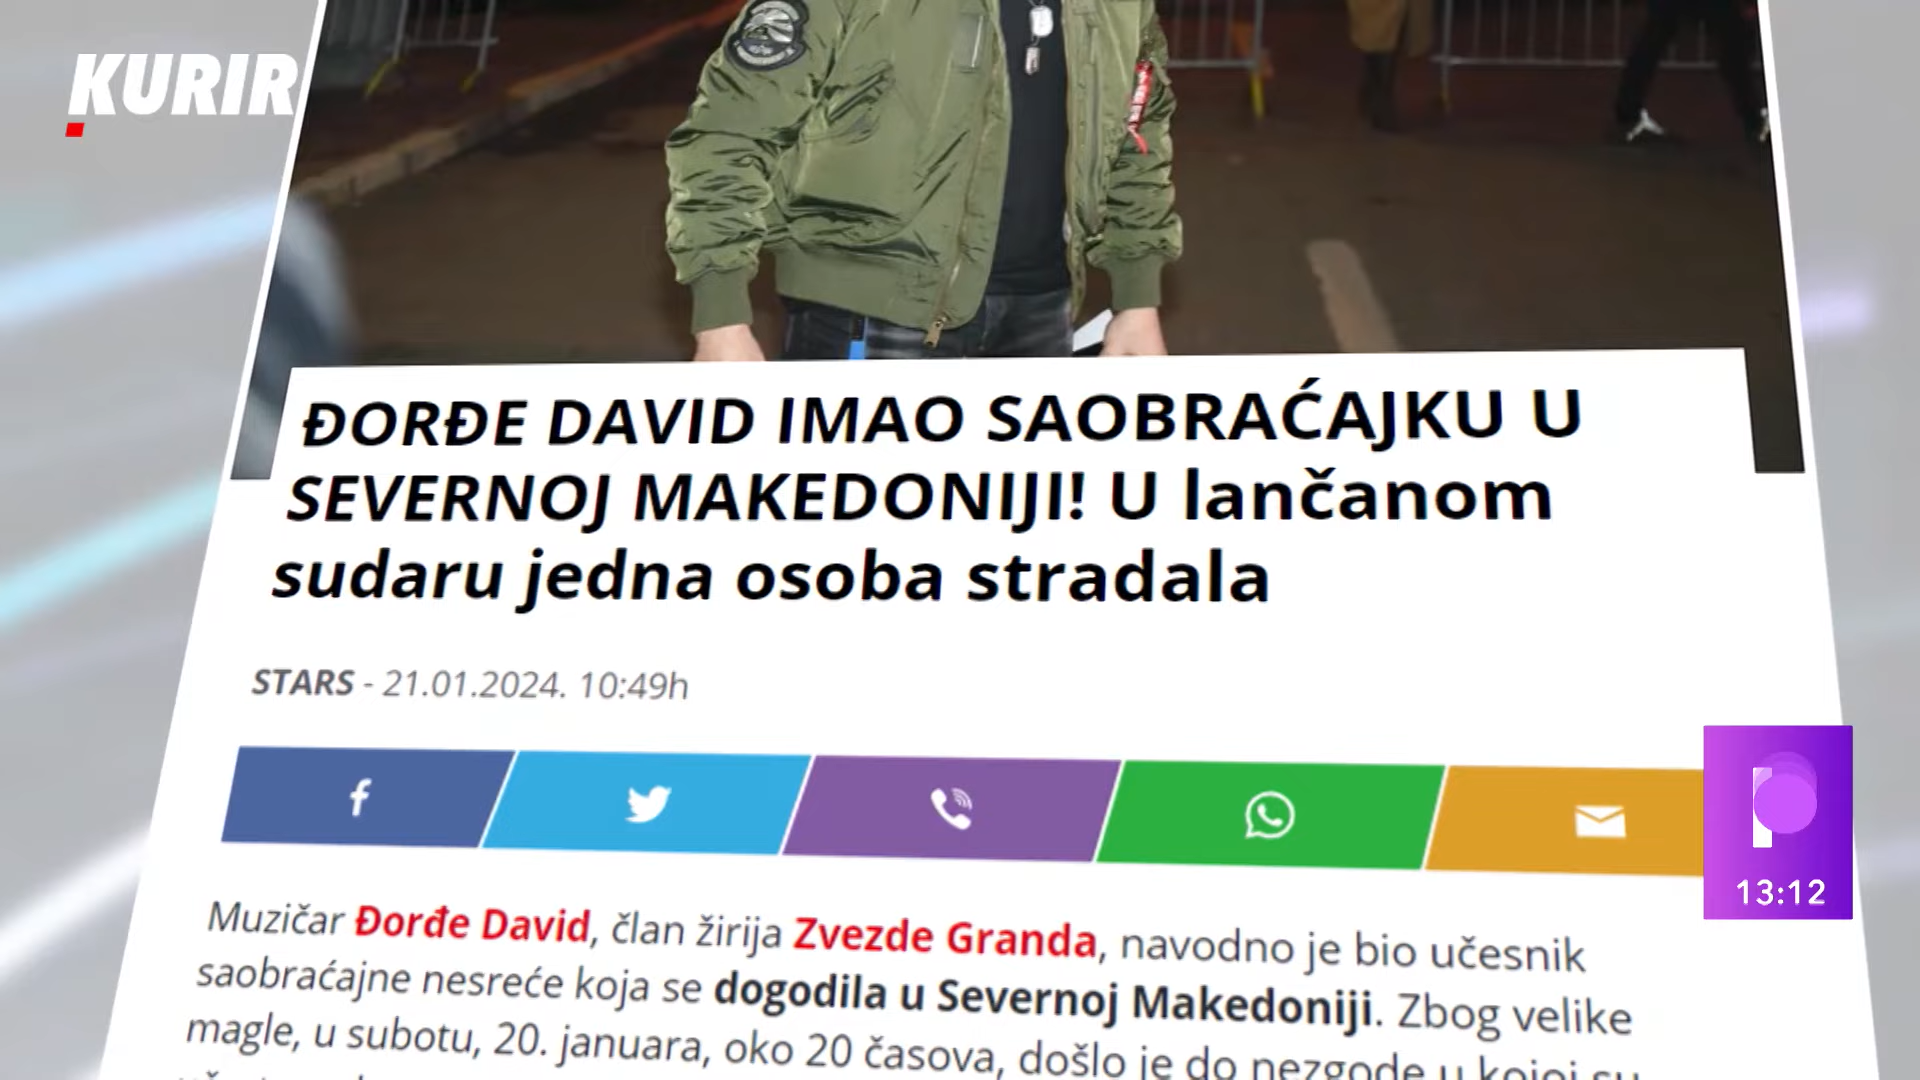 KURIR
ĐORĐE DAVID IMAO SAOBRAĆAJKU U
SEVERNOJ MAKEDONIJI! U lančanom
sudaru jedna osoba stradala
STARS - 21.01.2024. 10:49h
13:12
Muzičar Đorđe David, član žirija Zvezde Granda, navodno je bio učesnik
saobraćajne nesreće koja se dogodila u Severnoj Makedoniji. Zbog velike
magle, u subotu, 20. januara, oko 20 časova, došlo je do nezgode u kojoj su